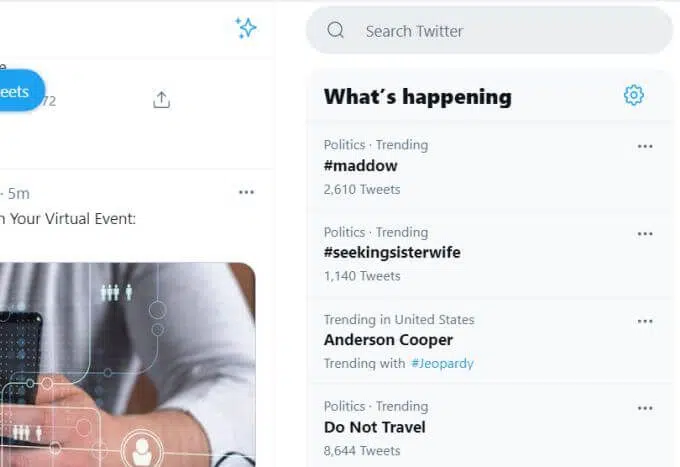 eets
72
· 5m
n Your Virtual Event:
Search Twitter
What's happening
Politics · Trending
#maddow
2,610 Tweets
Politics · Trending
#seekingsisterwife
1,140 Tweets
Trending in United States
Anderson Cooper
Trending with #Jeopardy
Politics · Trending
Do Not Travel
8,644 Tweets